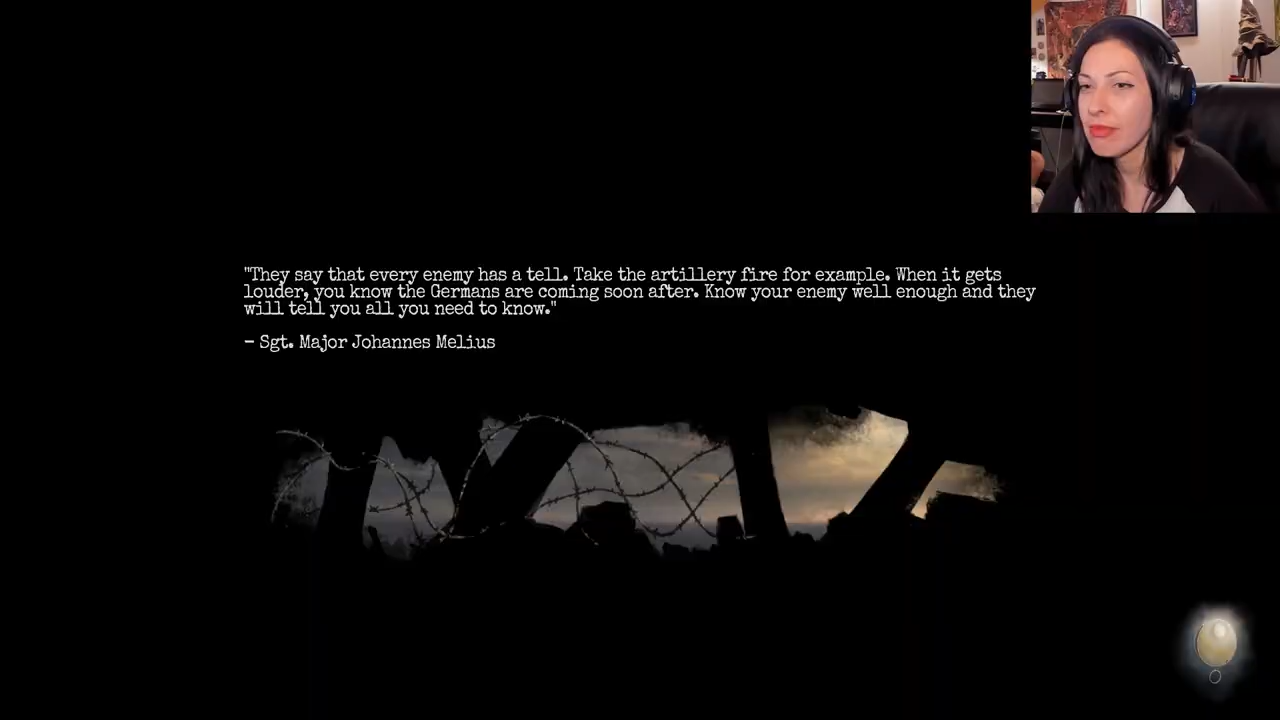 "They say that every enemy has a tell. Take the artillery fire for example. When it gets
louder, you know the Germans are coming soon after. Know your enemy well enough and they
will tell you all you need to know."
- Sgt. Major Johannes Melius